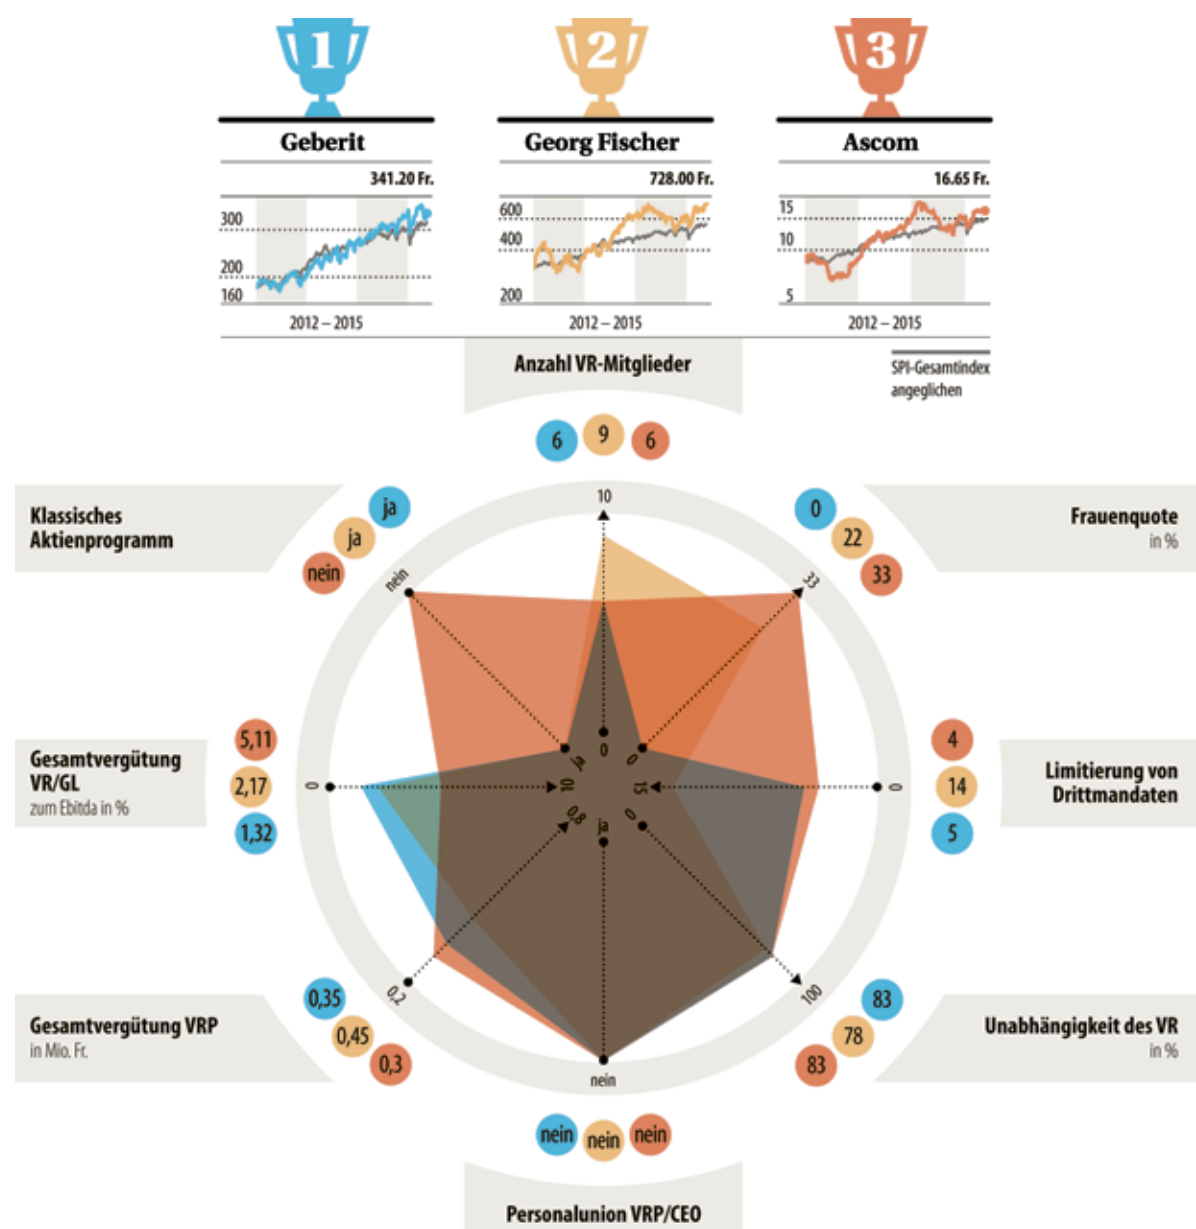 1 2 3
Geberit Georg Fischer Ascom
341.20 Fr. 728.00 Fr. 16.65 Fr.
300 600 15
200 400 10
160 200 5
2012 – 2015 2012 – 2015 2012 – 2015
Anzahl VR-Mitglieder
SPI-Gesamtindex
angeglichen
6 9 6
Klassisches
Aktienprogramm
ja
ja
nein
10
0
22
33
Frauenquote
in %
nein
33
0
ja
0
Gesamtvergütung
VR/GL
zum Ebitda in %
5,11
2,17
1,32
0
10
15
0
4
14
5
Limitierung von
Drittmandaten
0,8
ja
0
0,2
100
Gesamtvergütung VRP
in Mio. Fr.
0,35
0,45
0,3
83
78
83
Unabhängigkeit des VR
in %
nein
nein nein nein
Personalunion VRP/CEO